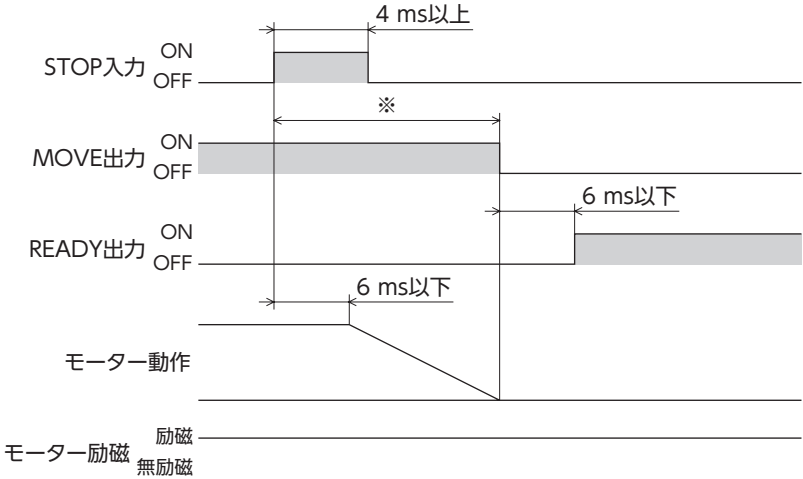 4 ms以上
STOP入力 ON
OFF
※
MOVE出力 ON
OFF
6 ms以下
READY出力 ON
OFF
6 ms以下
モーター動作
モーター励磁 励磁
無励磁